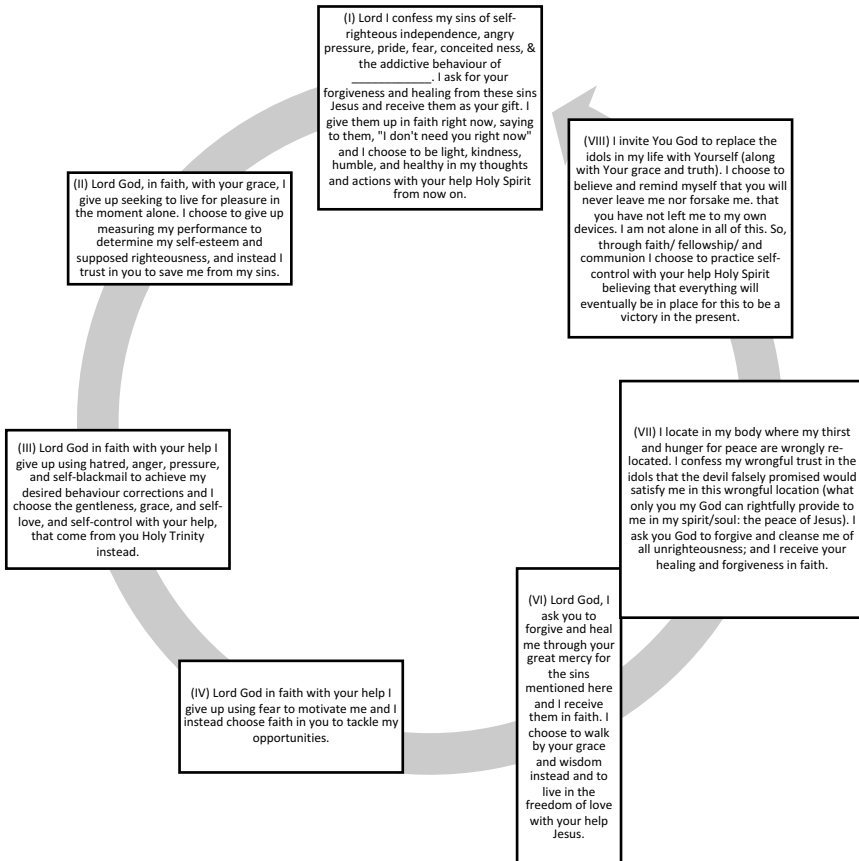 (I) Lord I confess my sins of self-
righteous independence, angry
pressure, pride, fear, conceited ness, &
the addictive behaviour of
____________. I ask for your
forgiveness and healing from these sins
Jesus and receive them as your gift. I
give them up in faith right now, saying
to them, "I don't need you right now"
and I choose to be light, kindness,
humble, and healthy in my thoughts
and actions with your help Holy Spirit
from now on.
(II) Lord God, in faith, with your grace, I
give up seeking to live for pleasure in
the moment alone. I choose to give up
measuring my performance to
determine my self-esteem and
supposed righteousness, and instead I
trust in you to save me from my sins.
(III) Lord God in faith with your help I
give up using hatred, anger, pressure,
and self-blackmail to achieve my
desired behaviour corrections and I
choose the gentleness, grace, and self-
love, and self-control with your help,
that come from you Holy Trinity
instead.
(IV) Lord God in faith with your help I
give up using fear to motivate me and I
instead choose faith in you to tackle my
opportunities.
(VI) Lord God, I
ask you to
forgive and heal
me through your
great mercy for
the sins
mentioned here
and I receive
them in faith. I
choose to walk
by your grace
and wisdom
instead and to
live in the
freedom of love
with your help
Jesus.
(VII) I locate in my body where my thirst
and hunger for peace are wrongly re-
located. I confess my wrongful trust in the
idols that the devil falsely promised would
satisfy me in this wrongful location (what
only you my God can rightfully provide to
me in my spirit/soul: the peace of Jesus). I
ask you God to forgive and cleanse me of
all unrighteousness; and I receive your
healing and forgiveness in faith.
(VIII) I invite You God to replace the
idols in my life with Yourself (along
with Your grace and truth). I choose to
believe and remind myself that you will
never leave me nor forsake me. that
you have not left me to my own
devices. I am not alone in all of this. So,
through faith/ fellowship/ and
communion I choose to practice self-
control with your help Holy Spirit
believing that everything will
eventually be in place for this to be a
victory in the present.